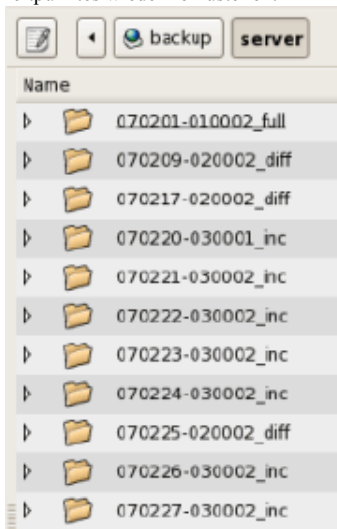 backup server
Name
070201-010002_full
070209-020002_diff
070217-020002_diff
070220-030001_inc
070221-030002_inc
070222-030002_inc
070223-030002_inc
070224-030002_inc
070225-020002_diff
070226-030002_inc
070227-030002_inc